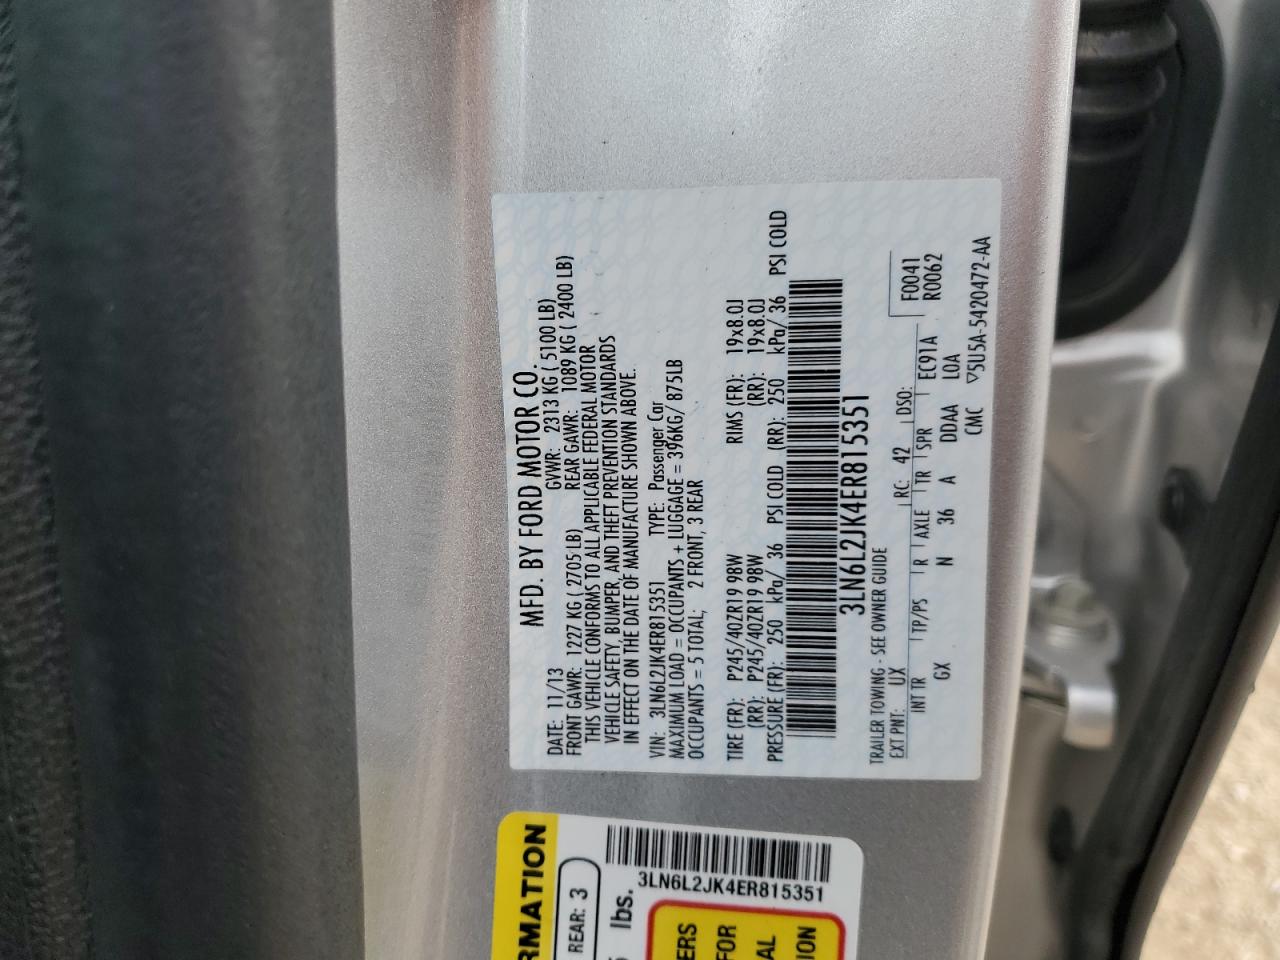 MFD. BY FORD MOTOR CO.
DATE: 11/13 GVWR: 2313 KG ( 5100 LB)
FRONT GAWR: 1227 KG ( 2705 LB) REAR GAWR: 1089 KG ( 2400 LB)
THIS VEHICLE CONFORMS TO ALL APPLICABLE FEDERAL MOTOR
VEHICLE SAFETY, BUMPER, AND THEFT PREVENTION STANDARDS
IN EFFECT ON THE DATE OF MANUFACTURE SHOWN ABOVE.
VIN: 3LN6L2JK4ER815351 TYPE: Passenger Car
MAXIMUM LOAD = OCCUPANTS + LUGGAGE = 396KG/ 875LB
OCCUPANTS = 5 TOTAL; 2 FRONT, 3 REAR
TIRE (FR): P245/40ZR19 98W RIMS (FR): 19x8.0J
(RR): P245/40ZR19 98W (RR): 19x8.0J
PRESSURE (FR): 250 kPa/ 36 PSI COLD (RR): 250 kPa/ 36 PSI COLD
3LN6L2JK4ER815351
TRAILER TOWING - SEE OWNER GUIDE
EXT PNT: UX RC: 42 DSO: F0041
INT TR TP/PS R AXLE TR SPR EC91A R0062
GX N 36 A DDAA LOA
CMC ▽5U5A-5420472-AA
RMATION
REAR: 3
lbs.
3LN6L2JK4ER815351
ERS
FOR
AL
ION